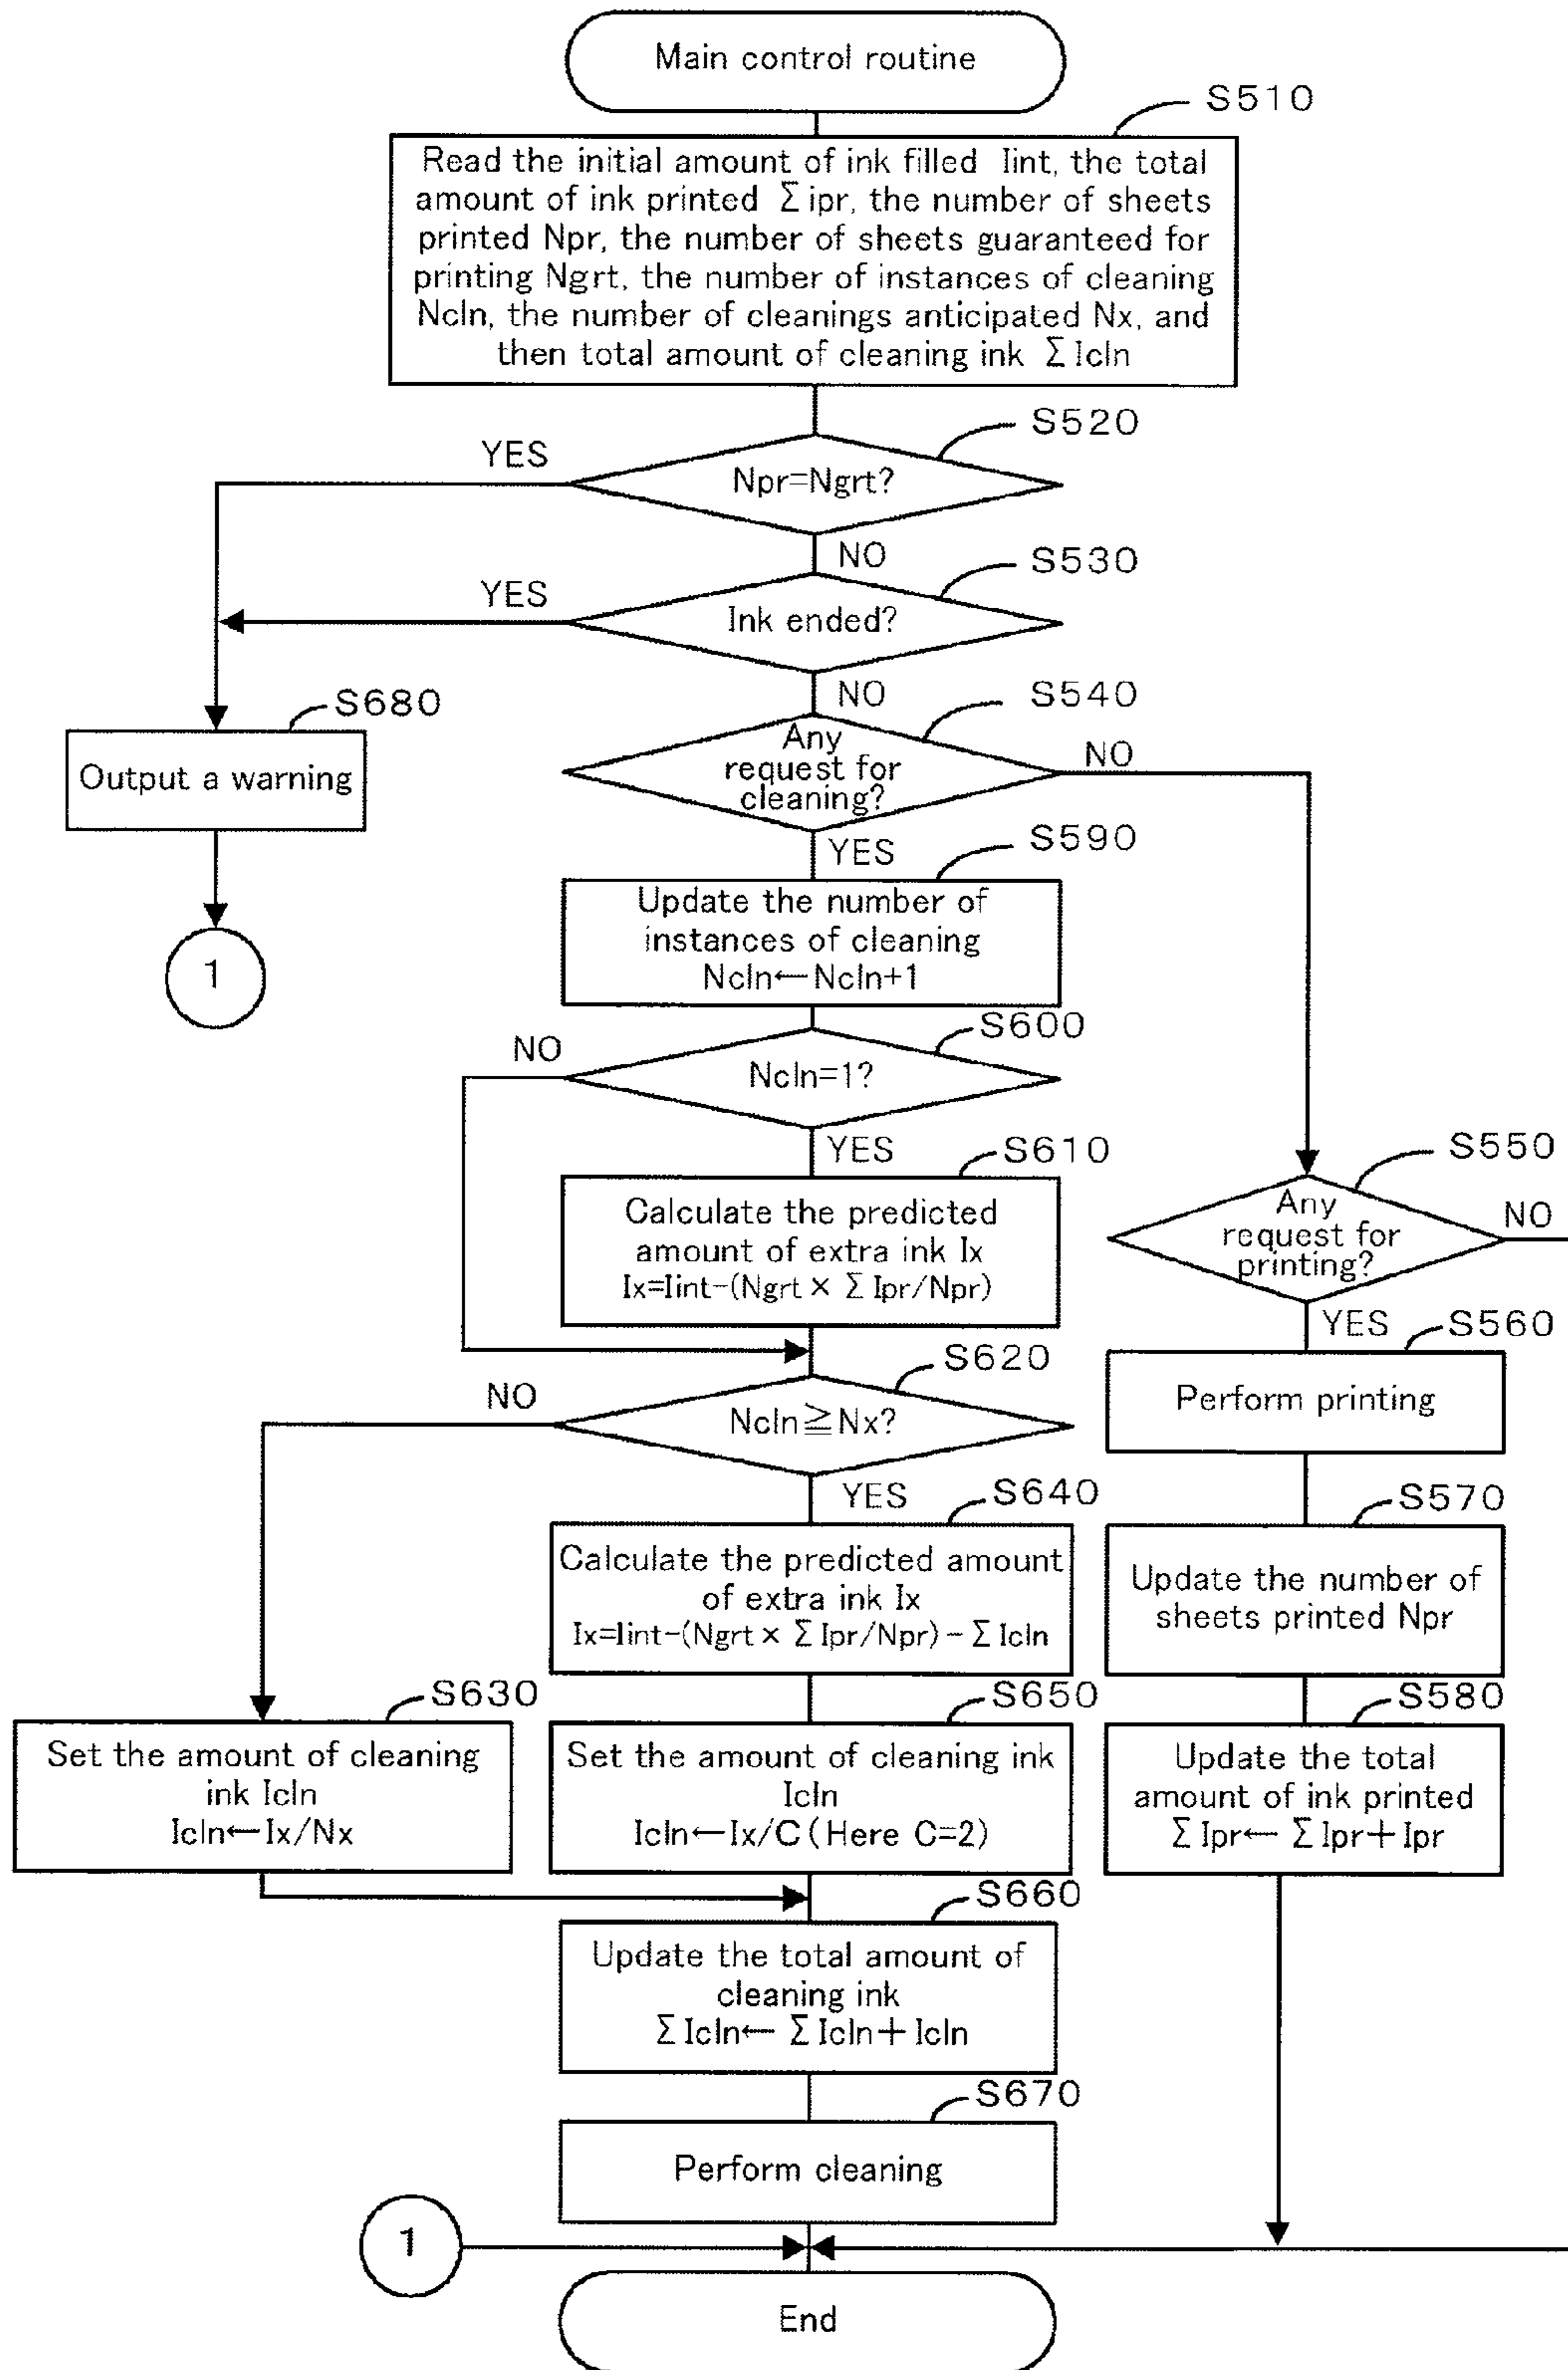 Main control routine
S510
Read the initial amount of ink filled Iint, the total
amount of ink printed Σipr, the number of sheets
printed Npr, the number of sheets guaranteed for
printing Ngrt, the number of instances of cleaning
Ncln, the number of cleanings anticipated Nx, and
then total amount of cleaning ink ΣIcln
S520
YES
Npr=Ngrt?
NO
S530
YES
Ink ended?
NO
S540
S680
Output a warning
1
Any
request for
cleaning?
NO
YES
S590
Update the number of
instances of cleaning
Ncln←Ncln+1
S600
NO
Ncln=1?
YES
S610
Calculate the predicted
amount of extra ink Ix
Ix=Iint-(Ngrt×ΣIpr/Npr)
S550
Any
request for
printing?
NO
YES
S560
Perform printing
S570
Update the number of
sheets printed Npr
S580
Update the total
amount of ink printed
ΣIpr←ΣIpr+Ipr
S620
NO
Ncln≧Nx?
YES
S640
Calculate the predicted amount
of extra ink Ix
Ix=Iint-(Ngrt×ΣIpr/Npr)-ΣIcln
S630
Set the amount of cleaning
ink Icln
Icln←Ix/Nx
S650
Set the amount of cleaning ink
Icln
Icln←Ix/C(Here C=2)
S660
Update the total amount of
cleaning ink
ΣIcln←ΣIcln+Icln
S670
Perform cleaning
1
End